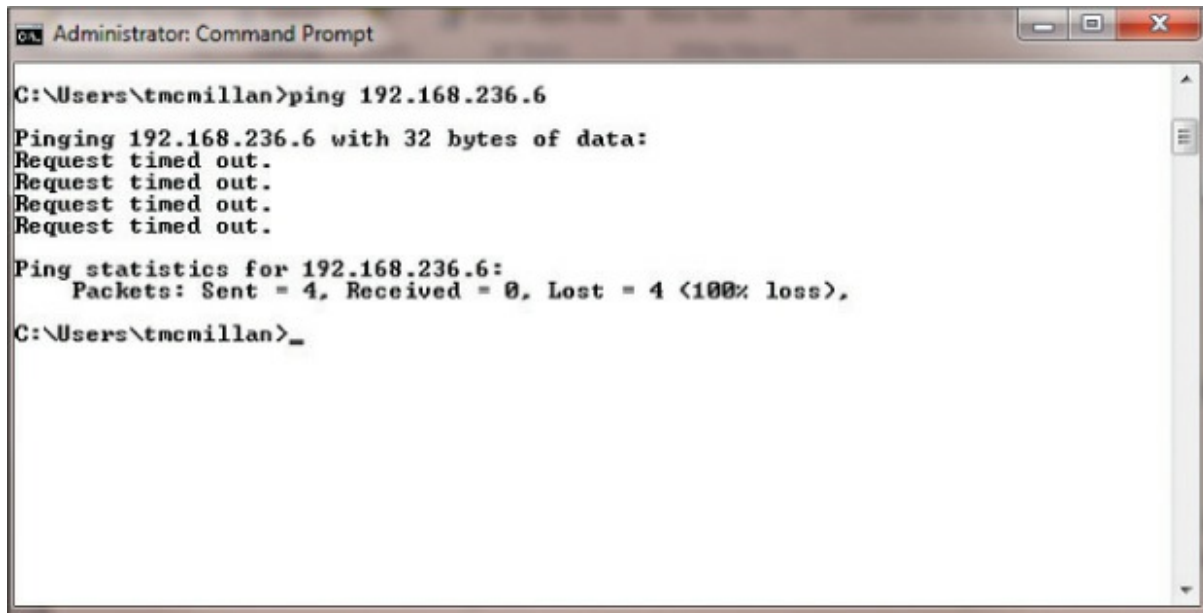 Administrator: Command Prompt
C:\Users\tmcmillan>ping 192.168.236.6
Pinging 192.168.236.6 with 32 bytes of data:
Request timed out.
Request timed out.
Request timed out.
Request timed out.
Ping statistics for 192.168.236.6:
Packets: Sent = 4, Received = 0, Lost = 4 (100% loss),
C:\Users\tmcmillan>_